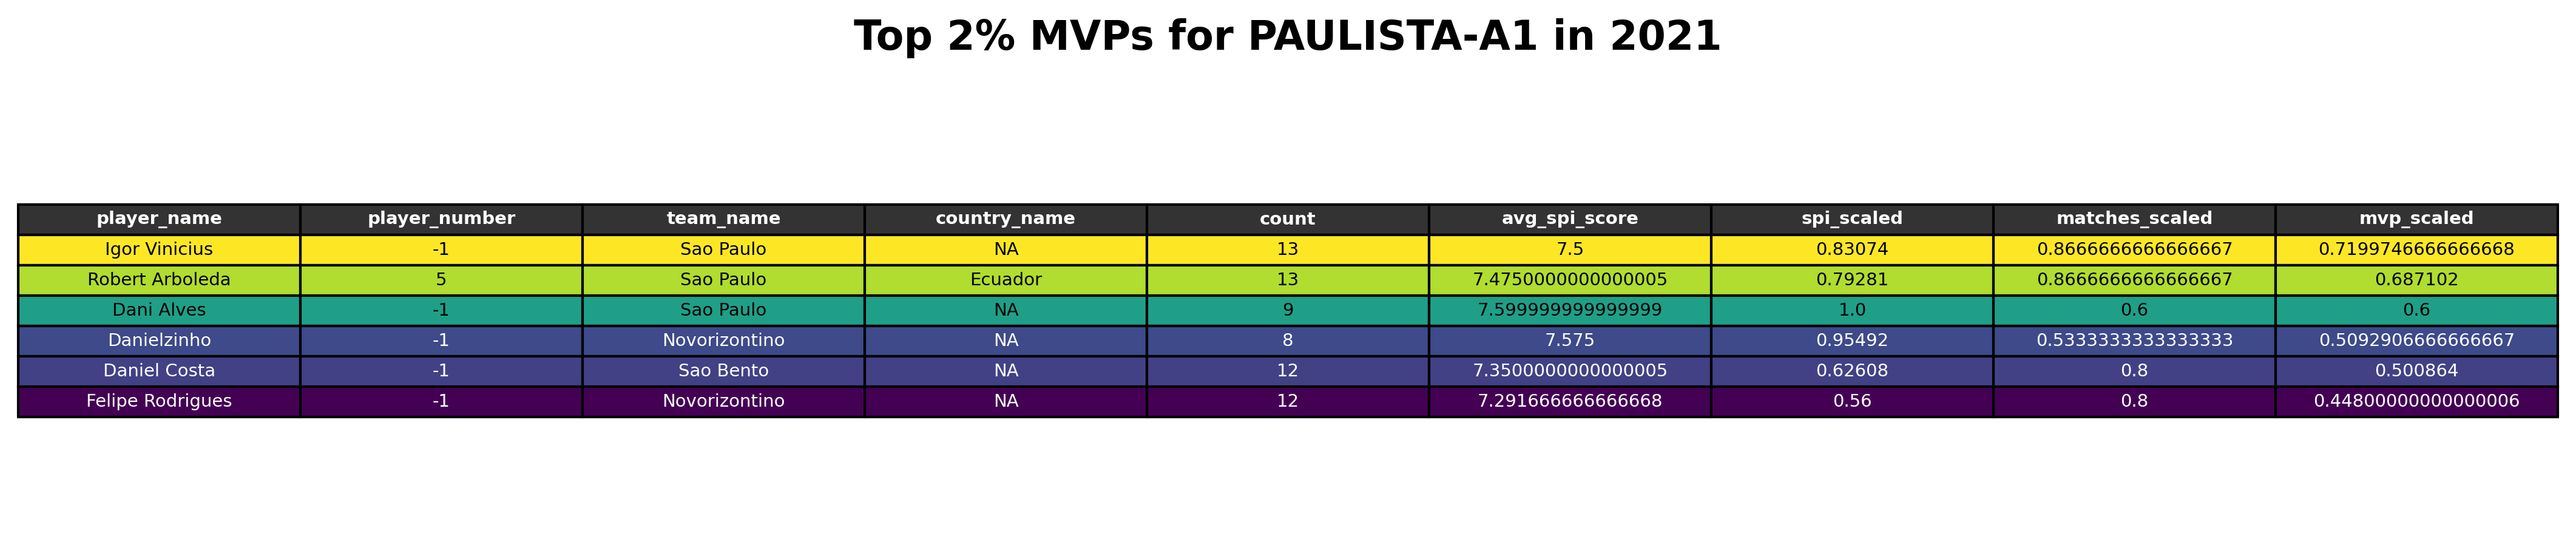 Top 2% MVPs for PAULISTA-A1 in 2021
player_name player_number team_name country_name count avg_spi_score spi_scaled matches_scaled mvp_scaled
Igor Vinicius -1 Sao Paulo NA 13 7.5 0.83074 0.8666666666666667 0.7199746666666668
Robert Arboleda 5 Sao Paulo Ecuador 13 7.4750000000000005 0.79281 0.8666666666666667 0.687102
Dani Alves -1 Sao Paulo NA 9 7.599999999999999 1.0 0.6 0.6
Danielzinho -1 Novorizontino NA 8 7.575 0.95492 0.5333333333333333 0.5092906666666667
Daniel Costa -1 Sao Bento NA 12 7.3500000000000005 0.62608 0.8 0.500864
Felipe Rodrigues -1 Novorizontino NA 12 7.291666666666668 0.56 0.8 0.44800000000000006